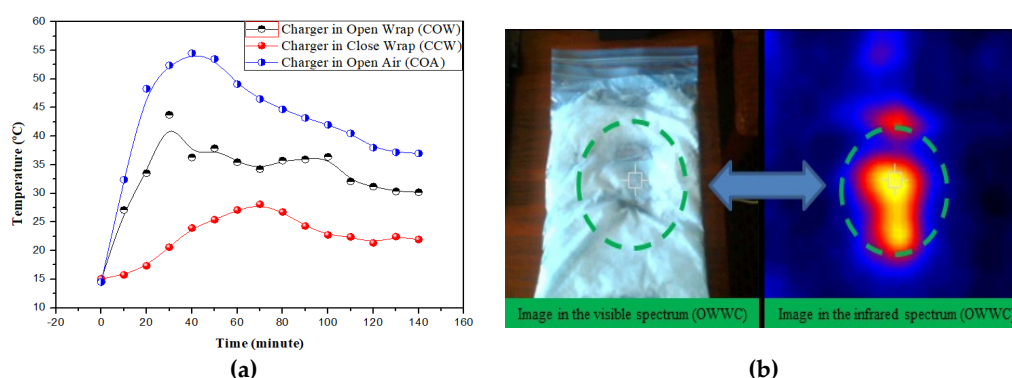 60
55
50
45
40
35
30
25
20
15
10
Temperature (°C)
Charger in Open Wrap (COW)
Charger in Close Wrap (CCW)
Charger in Open Air (COA)
-20 0 20 40 60 80 100 120 140 160
Time (minute)
(a)
Image in the visible spectrum (OWWC)
Image in the infrared spectrum (OWWC)
(b)